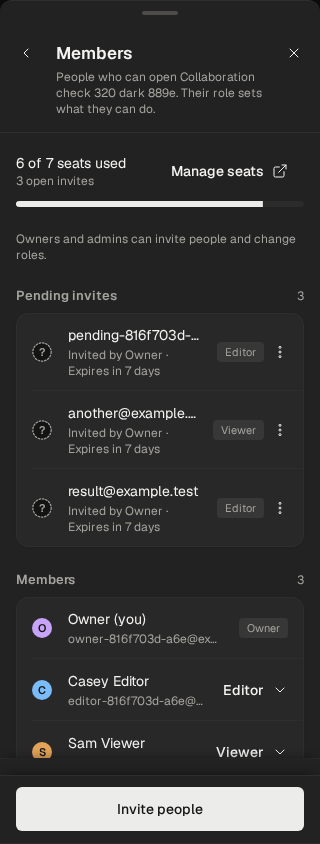 Members
People who can open Collaboration
check 320 dark 889e. Their role sets
what they can do.
6 of 7 seats used
Manage seats
3 open invites
Owners and admins can invite people and change
roles.
Pending invites 3
? pending-816f703d-…
Invited by Owner ·
Expires in 7 days
Editor
? another@example.…
Invited by Owner ·
Expires in 7 days
Viewer
? result@example.test
Invited by Owner ·
Expires in 7 days
Editor
Members 3
O Owner (you)
owner-816f703d-a6e@ex…
Owner
C Casey Editor
editor-816f703d-a6e@…
Editor
S Sam Viewer
Viewer
Invite people